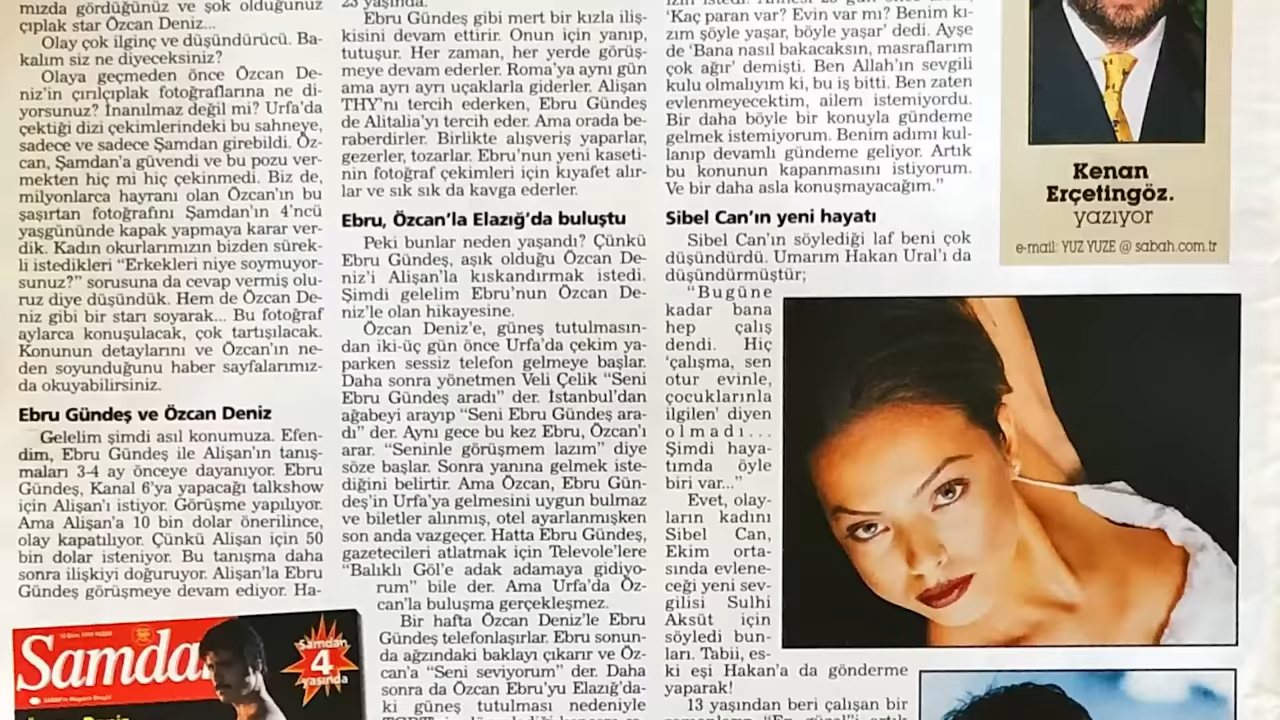 mızda gördüğünüz ve şok olduğunuz
çıplak star Özcan Deniz...
Olay çok ilginç ve düşündürücü. Ba-
kalım siz ne diyeceksiniz?
Olaya geçmeden önce Özcan De-
niz'in çırılçıplak fotoğraflarına ne di-
yorsunuz? İnanılmaz değil mi? Urfa'da
çektiği dizi çekimlerindeki bu sahneye,
sadece ve sadece Şamdan girebildi. Öz-
can, Şamdan'a güvendi ve bu pozu ver-
mekten hiç mi hiç çekinmedi. Biz de,
milyonlarca hayranı olan Özcan'ın bu
şaşırtan fotoğrafını Şamdan'ın 4'ncü
yaşgününde kapak yapmaya karar ver-
dik. Kadın okurlarımızın bizden sürek-
li istedikleri "Erkekleri niye soymuyor-
sunuz?" sorusuna da cevap vermiş olu-
ruz diye düşündük. Hem de Özcan De-
niz gibi bir starı soyarak... Bu fotoğraf
aylarca konuşulacak, çok tartışılacak.
Konunun detaylarını ve Özcan'ın ne-
den soyunduğunu haber sayfalarımız-
da okuyabilirsiniz.
Ebru Gündeş ve Özcan Deniz
Gelelim şimdi asıl konumuza. Efen-
dim, Ebru Gündeş ile Alişan'ın tanış-
maları 3-4 ay önceye dayanıyor. Ebru
Gündeş, Kanal 6'ya yapacağı talkshow
için Alişan'ı istiyor. Görüşme yapılıyor.
Ama Alişan'a 10 bin dolar önerilince,
olay kapatılıyor. Çünkü Alişan için 50
bin dolar isteniyor. Bu tanışma daha
sonra ilişkiyi doğuruyor. Alişan'la Ebru
Gündeş görüşmeye devam ediyor. Ha-
Samda
Şamdan
4
yaşında
23 yaşında.
Ebru Gündeş gibi mert bir kızla iliş-
kisini devam ettirir. Onun için yanıp,
tutuşur. Her zaman, her yerde görüş-
meye devam ederler. Roma'ya aynı gün
ama ayrı ayrı uçaklarla giderler. Alişan
THY'nı tercih ederken, Ebru Gündeş
de Alitalia'yı tercih eder. Ama orada be-
raberdirler. Birlikte alışveriş yaparlar,
gezerler, tozarlar. Ebru'nun yeni kaseti-
nin fotoğraf çekimleri için kıyafet alır-
lar ve sık sık da kavga ederler.
Ebru, Özcan'la Elazığ'da buluştu
Peki bunlar neden yaşandı? Çünkü
Ebru Gündeş, aşık olduğu Özcan De-
niz'i Alişan'la kıskandırmak istedi.
Şimdi gelelim Ebru'nun Özcan De-
niz'le olan hikayesine.
Özcan Deniz'e, güneş tutulmasın-
dan iki-üç gün önce Urfa'da çekim ya-
parken sessiz telefon gelmeye başlar.
Daha sonra yönetmen Veli Çelik "Seni
Ebru Gündeş aradı" der. İstanbul'dan
ağabeyi arayıp "Seni Ebru Gündeş ara-
dı" der. Aynı gece bu kez Ebru, Özcan'ı
arar. "Seninle görüşmem lazım" diye
söze başlar. Sonra yanına gelmek iste-
diğini belirtir. Ama Özcan, Ebru Gün-
deş'in Urfa'ya gelmesini uygun bulmaz
ve biletler alınmış, otel ayarlanmışken
son anda vazgeçer. Hatta Ebru Gündeş,
gazetecileri atlatmak için Televole'lere
"Balıklı Göl'e adak adamaya gidiyo-
rum" bile der. Ama Urfa'da Öz-
can'la buluşma gerçekleşmez.
Bir hafta Özcan Deniz'le Ebru
Gündeş telefonlaşırlar. Ebru sonun-
da ağzındaki baklayı çıkarır ve Öz-
can'a "Seni seviyorum" der. Daha
sonra da Özcan Ebru'yu Elazığ'da-
ki güneş tutulması nedeniyle
'Kaç paran var? Evin var mı? Benim kı-
zım şöyle yaşar, böyle yaşar' dedi. Ayşe
de 'Bana nasıl bakacaksın, masraflarım
çok ağır' demişti. Ben Allah'ın sevgili
kulu olmalıyım ki, bu iş bitti. Ben zaten
evlenmeyecektim, ailem istemiyordu.
Bir daha böyle bir konuyla gündeme
gelmek istemiyorum. Benim adımı kul-
lanıp devamlı gündeme geliyor. Artık
bu konunun kapanmasını istiyorum.
Ve bir daha asla konuşmayacağım."
Sibel Can'ın yeni hayatı
Sibel Can'ın söylediği laf beni çok
düşündürdü. Umarım Hakan Ural'ı da
düşündürmüştür;
"Bugüne
kadar bana
hep çalış
dendi. Hiç
'çalışma, sen
otur evinle,
çocuklarınla
ilgilen' diyen
olmadı...
Şimdi haya-
tımda öyle
biri var..."
Evet, olay-
ların kadını
Sibel Can,
Ekim orta-
sında evlene-
ceği yeni sev-
gilisi Sulhi
Aksüt için
söyledi bun-
ları. Tabii, es-
ki eşi Hakan'a da gönderme
yaparak!
13 yaşından beri çalışan bir
Kenan
Erçetingöz.
yazıyor
e-mail: YUZ YUZE @ sabah.com.tr